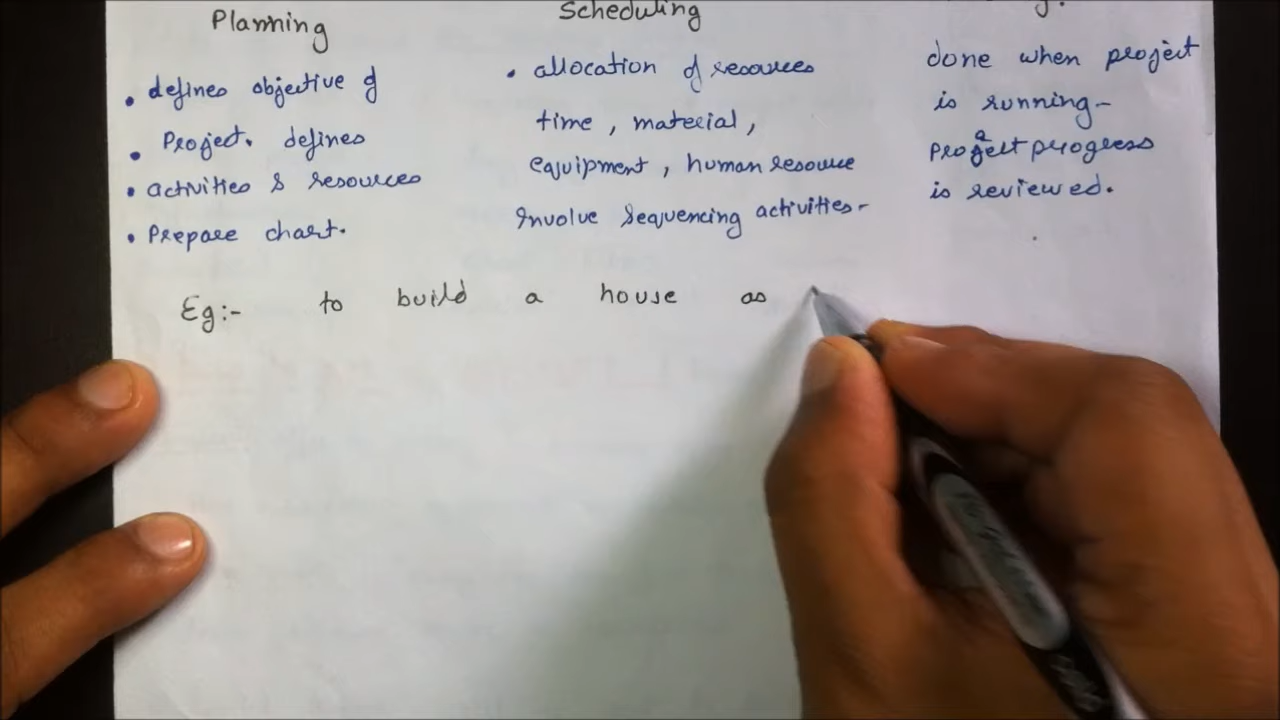 Planning
• defines objective of
• Project. defines
• activities & resources
• Prepare chart.
Scheduling
• allocation of resources
time, material,
equipment, human resource
Involve Sequencing activities-
done when project
is running-
Project progress
is reviewed.
Eg:- to build a house as